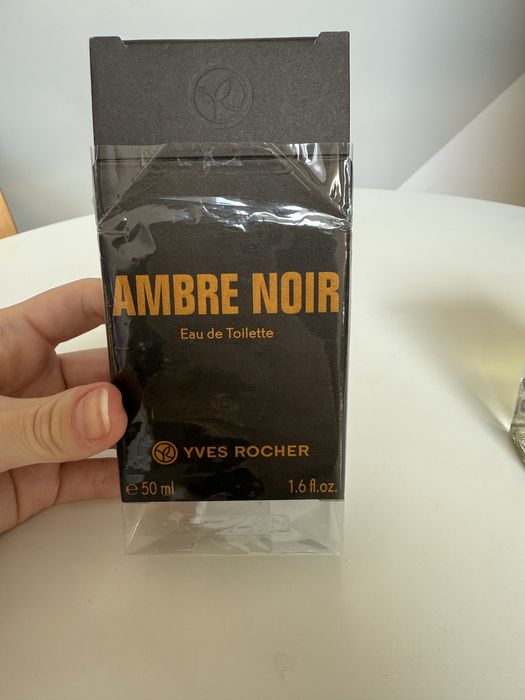 AMBRE NOIR
Eau de Toilette
YVES ROCHER
℮ 50 ml 1.6 fl.oz.